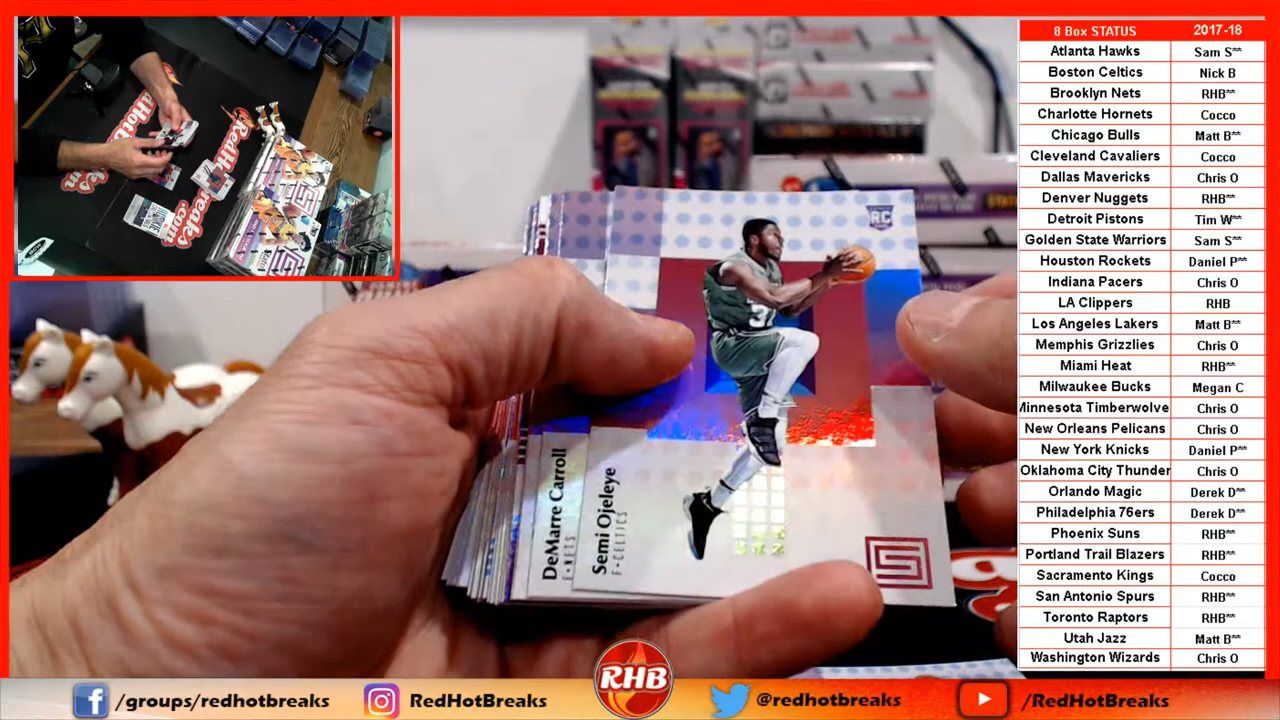 8 Box STATUS 2017-18
Atlanta Hawks Sam S**
Boston Celtics Nick B
Brooklyn Nets RHB**
Charlotte Hornets Cocco
Chicago Bulls Matt B**
Cleveland Cavaliers Cocco
Dallas Mavericks Chris O
Denver Nuggets RHB**
Detroit Pistons Tim W**
Golden State Warriors Sam S**
Houston Rockets Daniel P**
Indiana Pacers Chris O
LA Clippers RHB
Los Angeles Lakers Matt B**
Memphis Grizzlies Chris O
Miami Heat RHB**
Milwaukee Bucks Megan C
Minnesota Timberwolve Chris O
New Orleans Pelicans Chris O
New York Knicks Daniel P**
Oklahoma City Thunder Chris O
Orlando Magic Derek D**
Philadelphia 76ers Derek D**
Phoenix Suns RHB**
Portland Trail Blazers RHB**
Sacramento Kings Cocco
San Antonio Spurs RHB**
Toronto Raptors RHB**
Utah Jazz Matt B**
Washington Wizards Chris O
RC
37
DeMarre Carroll
F • NETS
Semi Ojeleye
F • CELTICS
S
/groups/redhotbreaks
RedHotBreaks
RHB
@redhotbreaks
/RedHotBreaks